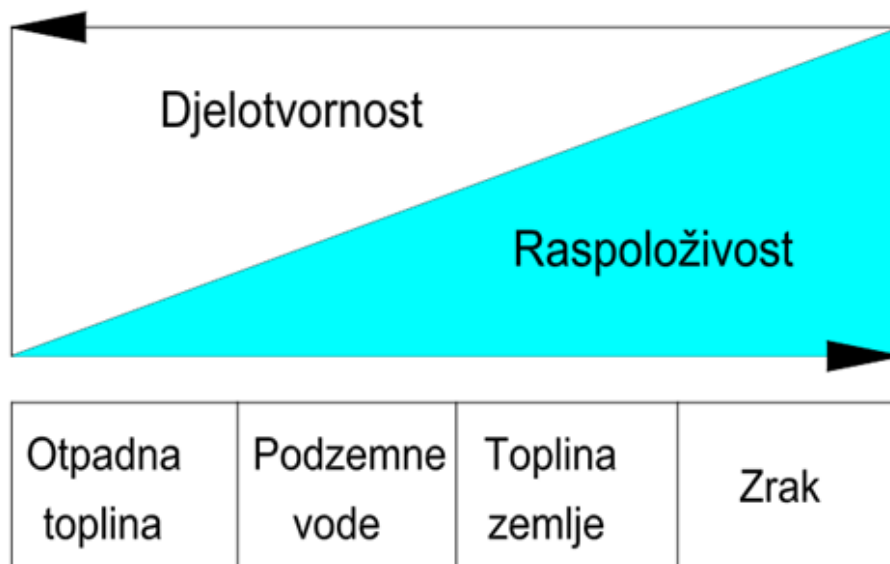 Djelotvornost
Raspoloživost
Otpadna
toplina
Podzemne
vode
Toplina
zemlje
Zrak